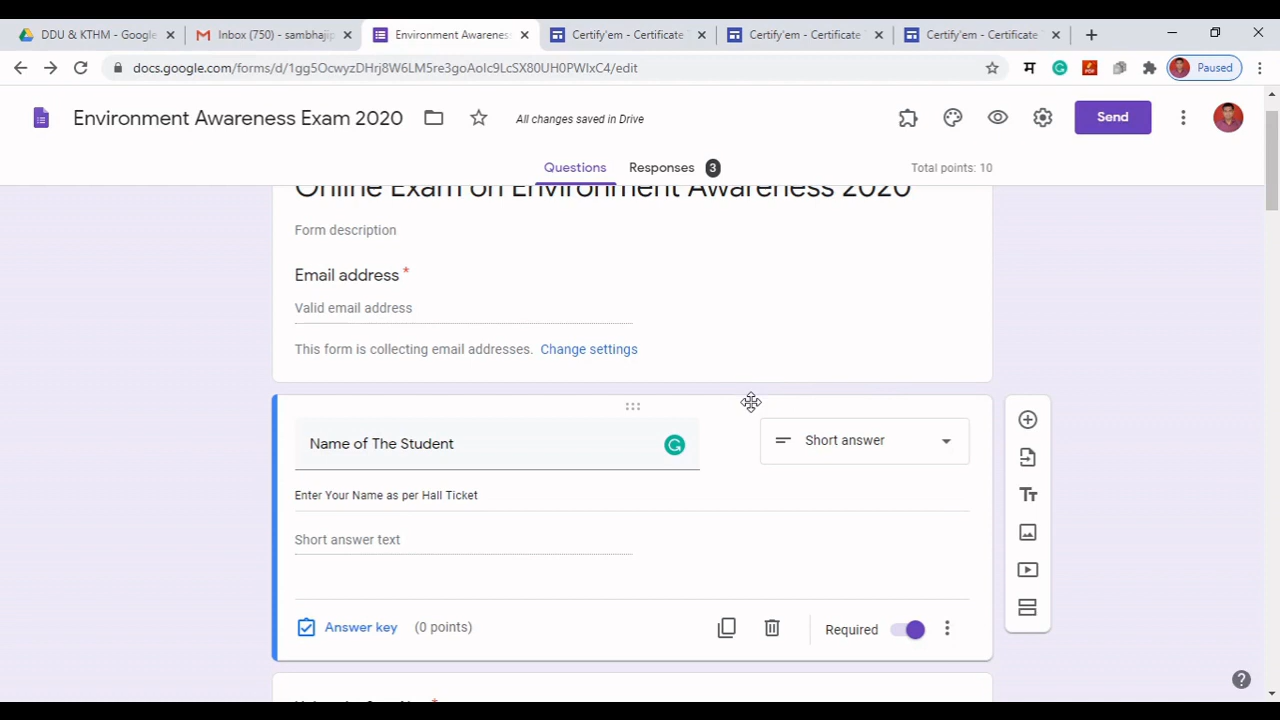 DDU & KTHM - Google
Inbox (750) - sambhajip
Environment Awareness
Certify'em - Certificate
Certify'em - Certificate
Certify'em - Certificate
docs.google.com/forms/d/1gg5OcwyzDHrj8W6LM5re3goAnc9LcSX80UH0PWIxC4/edit
म
Paused
Environment Awareness Exam 2020
All changes saved in Drive
Send
Questions
Responses 3
Total points: 10
Online Exam on Environment Awareness 2020
Form description
Email address *
Valid email address
This form is collecting email addresses. Change settings
Name of The Student
Short answer
Enter Your Name as per Hall Ticket
Short answer text
Answer key (0 points)
Required